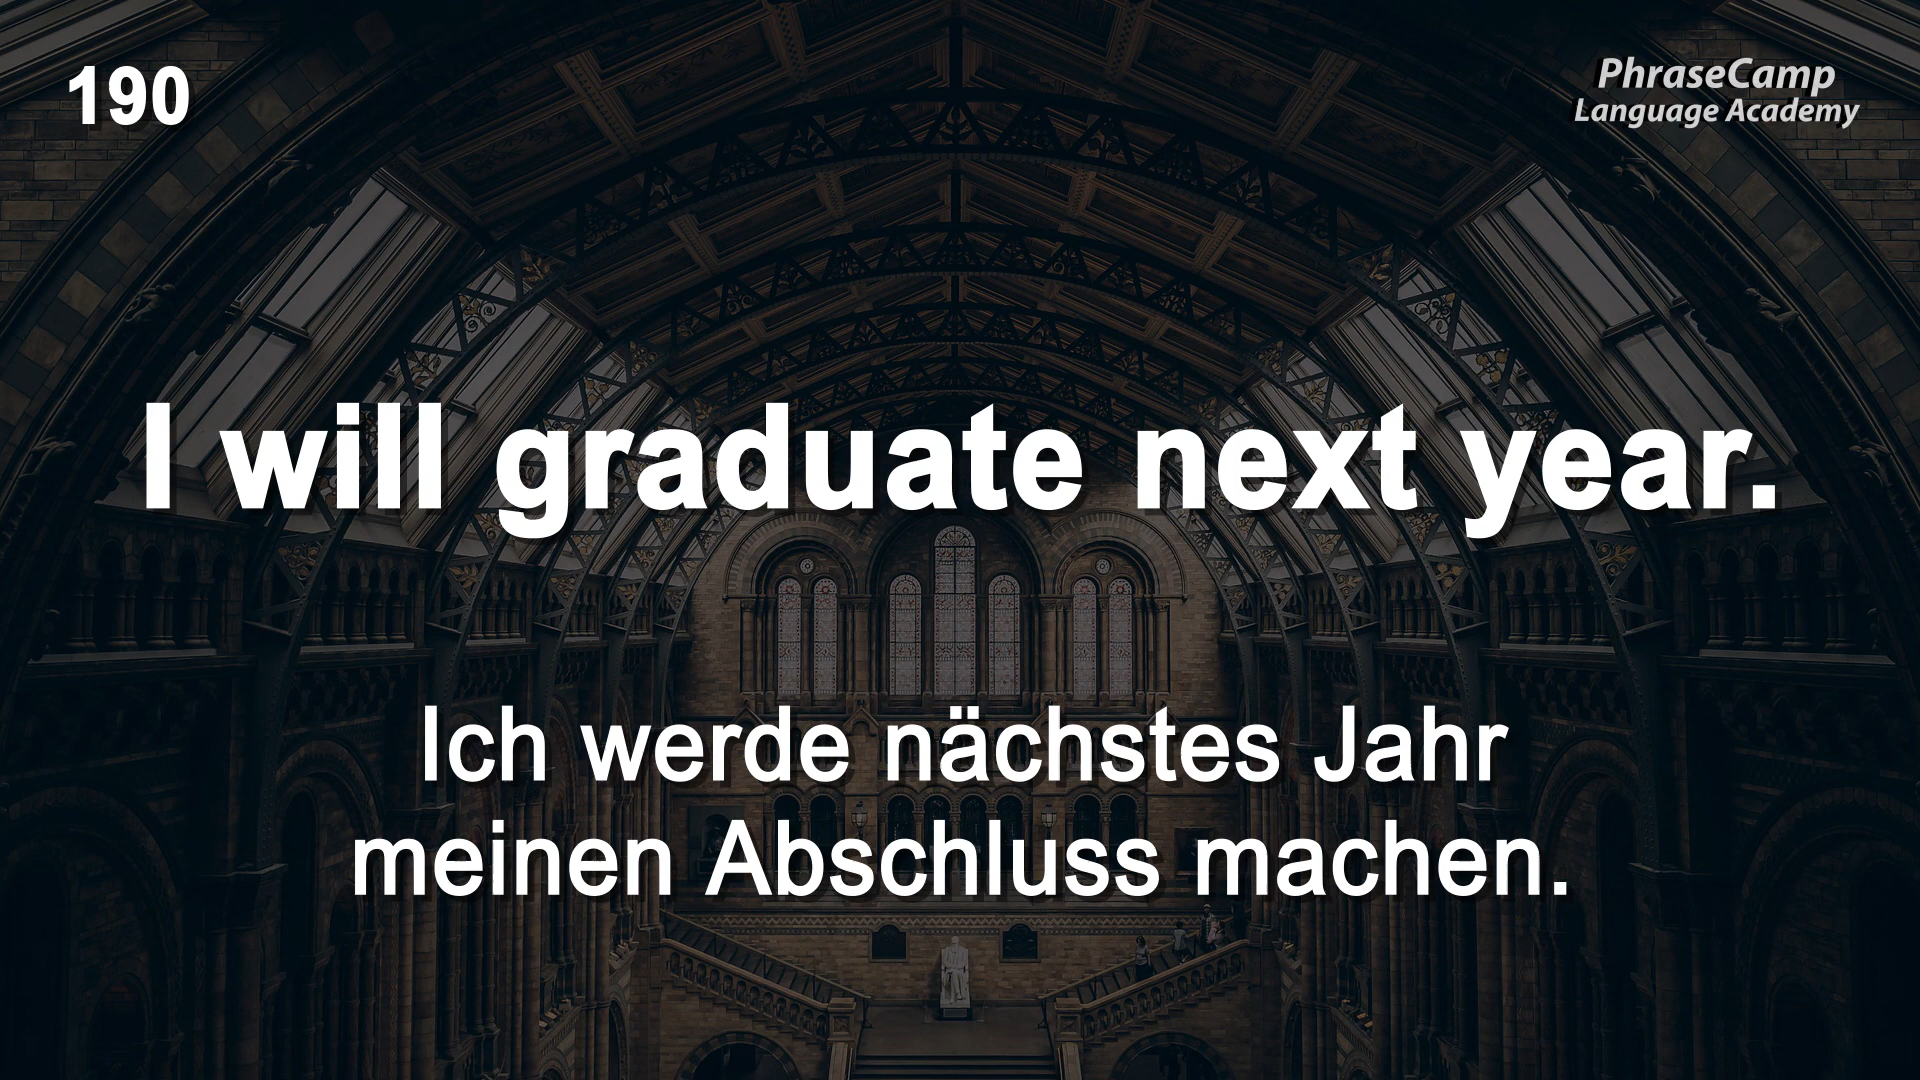 190
PhraseCamp
Language Academy
I will graduate next year.
Ich werde nächstes Jahr
meinen Abschluss machen.